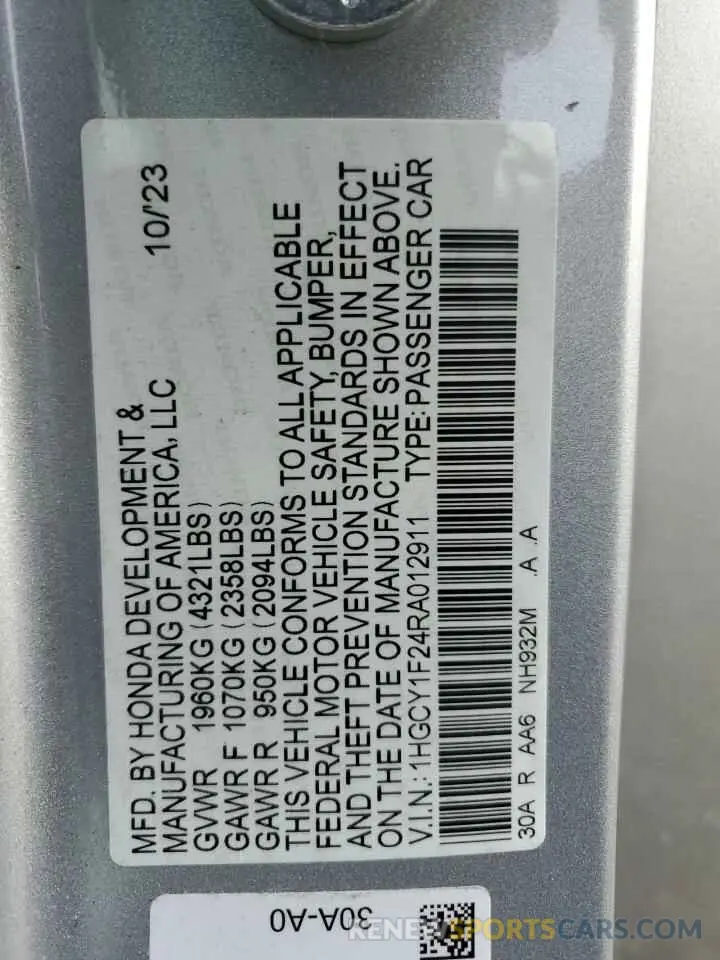 MFD. BY HONDA DEVELOPMENT &
MANUFACTURING OF AMERICA, LLC 10/'23
GVWR 1960KG (4321LBS)
GAWR F 1070KG (2358LBS)
GAWR R 950KG (2094LBS)
THIS VEHICLE CONFORMS TO ALL APPLICABLE
FEDERAL MOTOR VEHICLE SAFETY, BUMPER,
AND THEFT PREVENTION STANDARDS IN EFFECT
ON THE DATE OF MANUFACTURE SHOWN ABOVE.
V.I.N.: 1HGCY1F24RA012911 TYPE: PASSENGER CAR
30A R AA6 NH932M .A .A
30A-A0
RENEWSPORTSCARS.COM